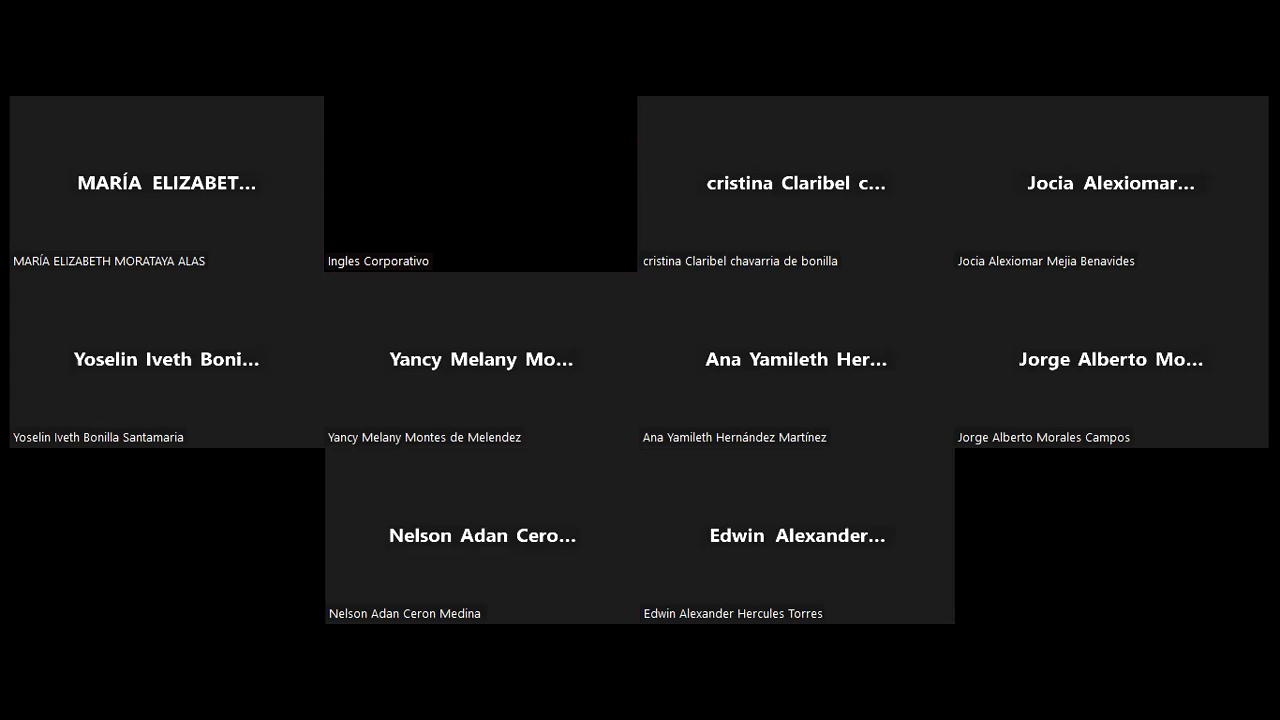 MARÍA ELIZABET...
cristina Claribel c...
Jocia Alexiomar...
MARÍA ELIZABETH MORATAYA ALAS
Ingles Corporativo
cristina Claribel chavarria de bonilla
Jocia Alexiomar Mejia Benavides
Yoselin Iveth Boni...
Yancy Melany Mo...
Ana Yamileth Her...
Jorge Alberto Mo...
Yoselin Iveth Bonilla Santamaria
Yancy Melany Montes de Melendez
Ana Yamileth Hernández Martínez
Jorge Alberto Morales Campos
Nelson Adan Cero...
Edwin Alexander...
Nelson Adan Ceron Medina
Edwin Alexander Hercules Torres